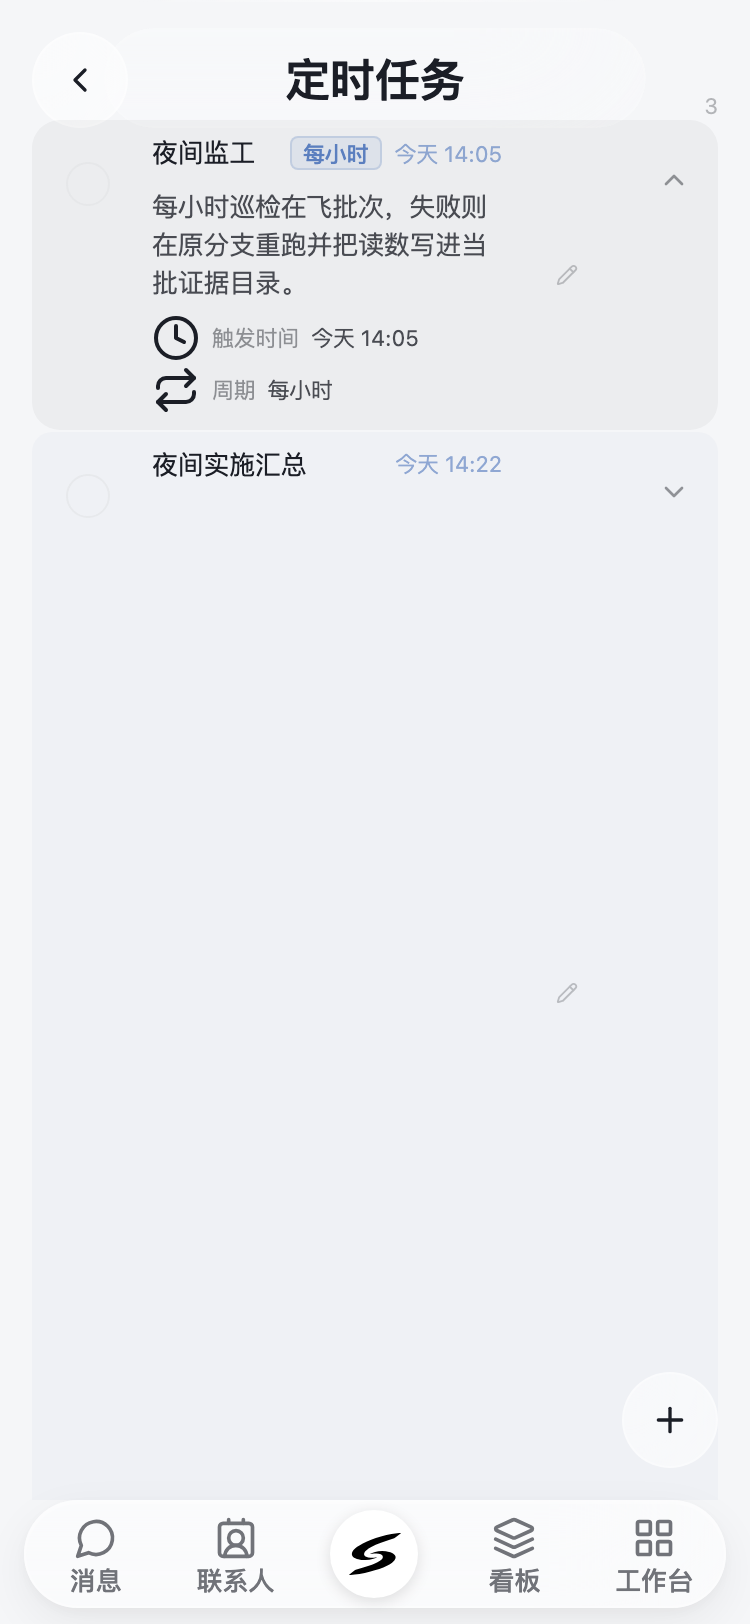 定时任务
3
夜间监工 每小时 今天 14:05
每小时巡检在飞批次，失败则
在原分支重跑并把读数写进当
批证据目录。
触发时间 今天 14:05
周期 每小时
夜间实施汇总 今天 14:22
消息 联系人 看板 工作台